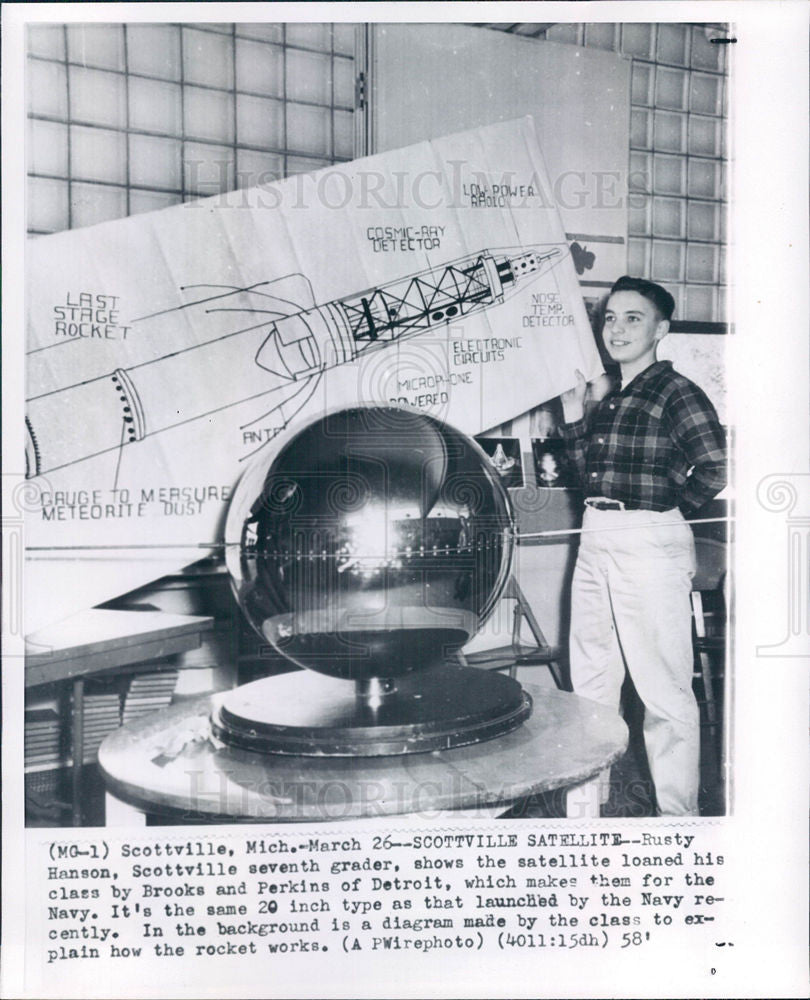 HISTORIC IMAGES
LOW-POWER
RADIO
COSMIC-RAY
DETECTOR
LAST
STAGE
ROCKET
NOSE
TEMP.
DETECTOR
ELECTRONIC
CIRCUITS
MICROPHONE
POWERED
ANT
GAUGE TO MEASURE
METEORITE DUST
HISTORIC IMAGES
(MG-1) Scottville, Mich.-March 26--SCOTTVILLE SATELLITE--Rusty
Hanson, Scottville seventh grader, shows the satellite loaned his
class by Brooks and Perkins of Detroit, which makes them for the
Navy. It's the same 20 inch type as that launched by the Navy re-
cently. In the background is a diagram made by the class to ex-
plain how the rocket works. (A PWirephoto) (4011:15dh) 58'